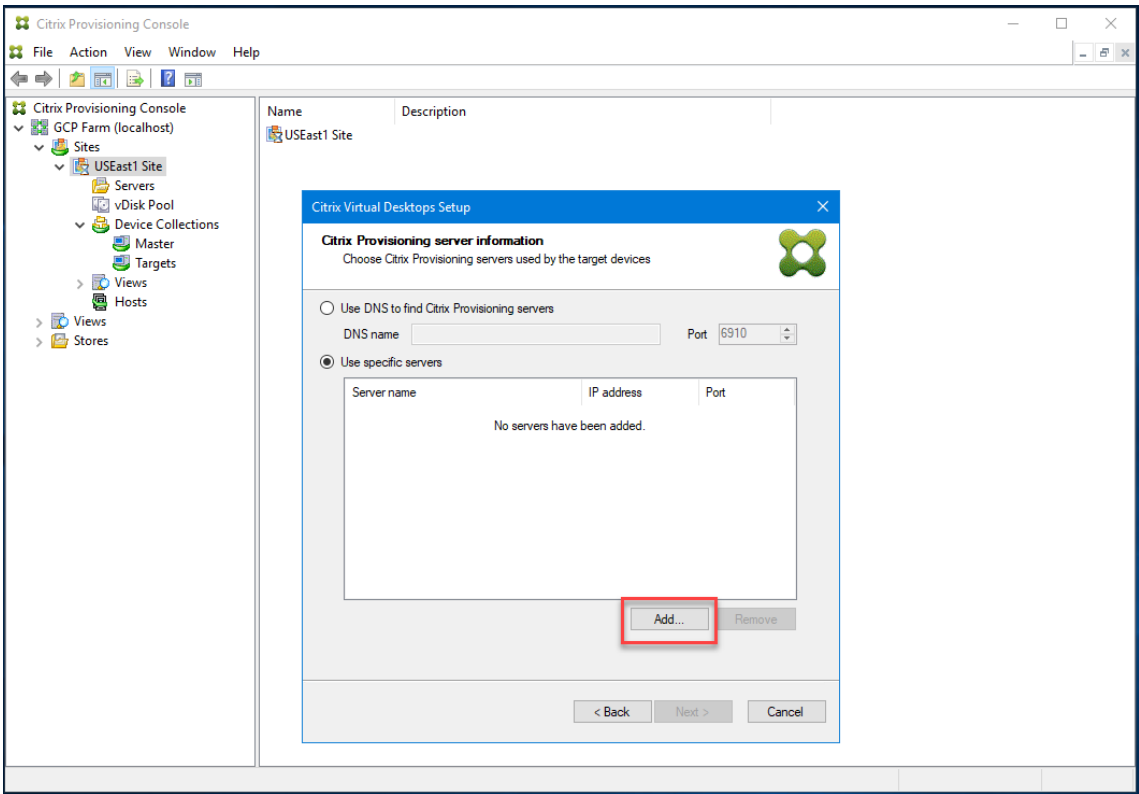 Citrix Provisioning Console
File Action View Window Help
Citrix Provisioning Console
GCP Farm (localhost)
Sites
USEast1 Site
Servers
vDisk Pool
Device Collections
Master
Targets
Views
Hosts
Views
Stores
Name Description
USEast1 Site
Citrix Virtual Desktops Setup
Citrix Provisioning server information
Choose Citrix Provisioning servers used by the target devices
Use DNS to find Citrix Provisioning servers
DNS name Port 6910
Use specific servers
Server name IP address Port
No servers have been added.
Add... Remove
< Back Next > Cancel